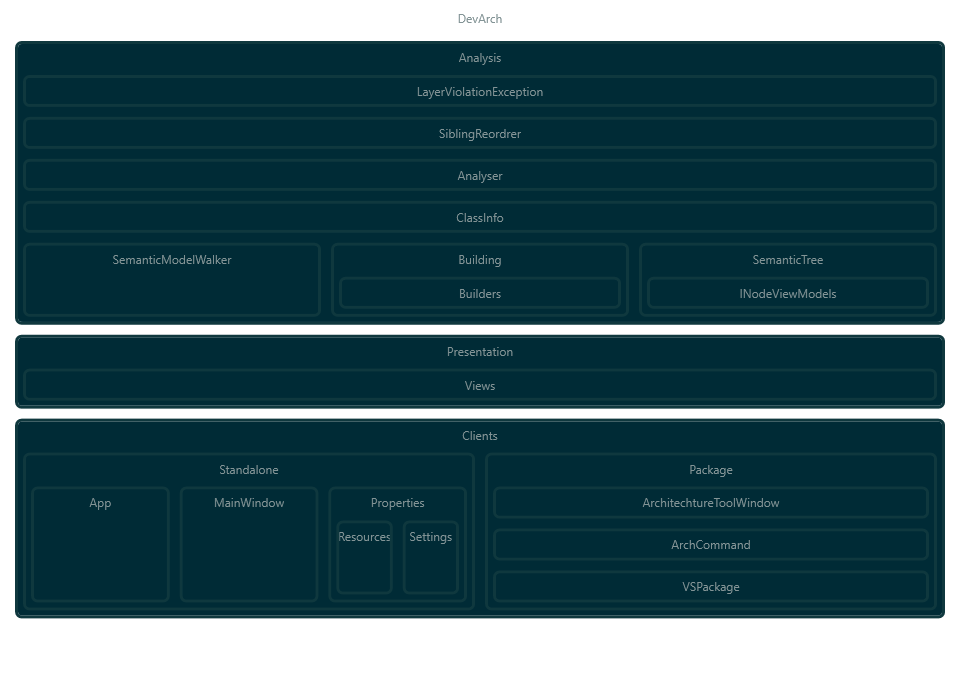 DevArch
Analysis
LayerViolationException
SiblingReordrer
Analyser
ClassInfo
SemanticModelWalker
Building
SemanticTree
Builders
INodeViewModels
Presentation
Views
Clients
Standalone
Package
App
MainWindow
Properties
ArchitechtureToolWindow
Resources
Settings
ArchCommand
VSPackage